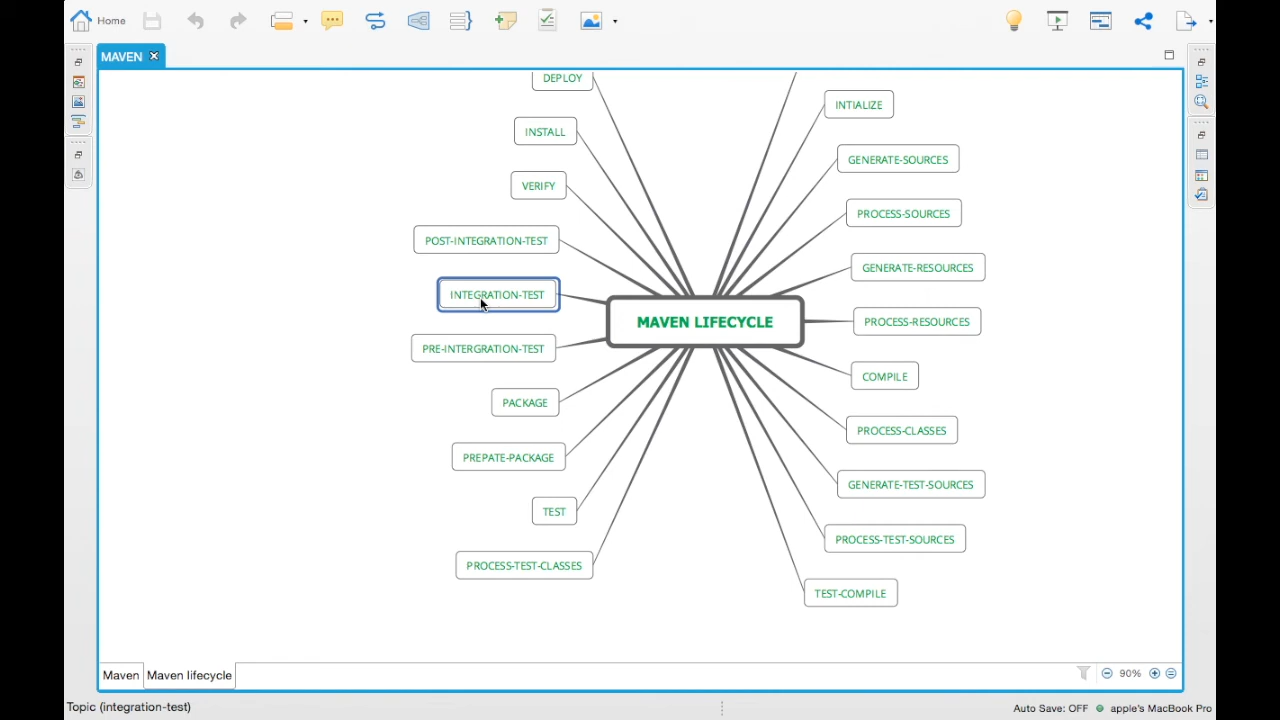 Home
MAVEN
DEPLOY
INSTALL
VERIFY
POST-INTEGRATION-TEST
INTEGRATION-TEST
PRE-INTERGRATION-TEST
PACKAGE
PREPATE-PACKAGE
TEST
PROCESS-TEST-CLASSES
MAVEN LIFECYCLE
INTIALIZE
GENERATE-SOURCES
PROCESS-SOURCES
GENERATE-RESOURCES
PROCESS-RESOURCES
COMPILE
PROCESS-CLASSES
GENERATE-TEST-SOURCES
PROCESS-TEST-SOURCES
TEST-COMPILE
Maven
Maven lifecycle
90%
Topic (integration-test)
Auto Save: OFF
apple's MacBook Pro